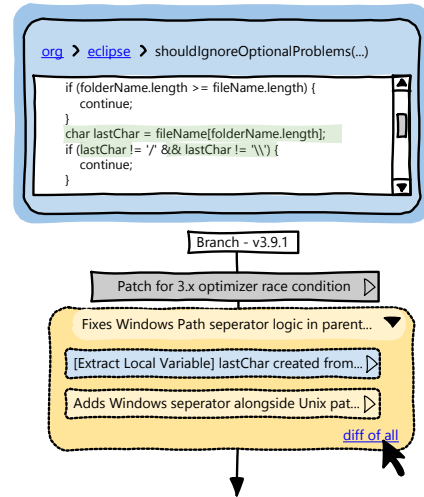 org > eclipse > shouldIgnoreOptionalProblems(...)
if (folderName.length >= fileName.length) {
continue;
}
char lastChar = fileName[folderName.length];
if (lastChar != '/' && lastChar != '\\') {
continue;
}
Branch - v3.9.1
Patch for 3.x optimizer race condition
Fixes Windows Path seperator logic in parent...
[Extract Local Variable] lastChar created from...
Adds Windows seperator alongside Unix pat...
diff of all